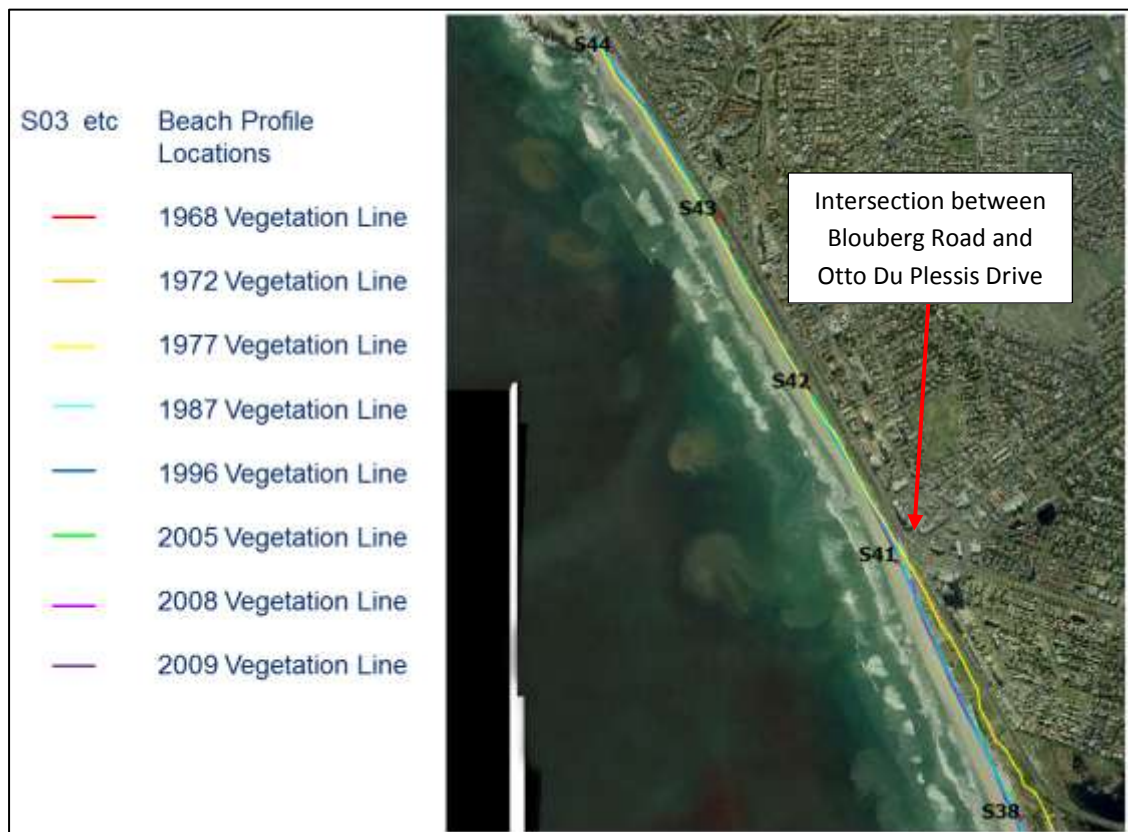 S03 etc Beach Profile
Locations
1968 Vegetation Line
1972 Vegetation Line
1977 Vegetation Line
1987 Vegetation Line
1996 Vegetation Line
2005 Vegetation Line
2008 Vegetation Line
2009 Vegetation Line
S44
S43
Intersection between
Blouberg Road and
Otto Du Plessis Drive
S42
S41
S38